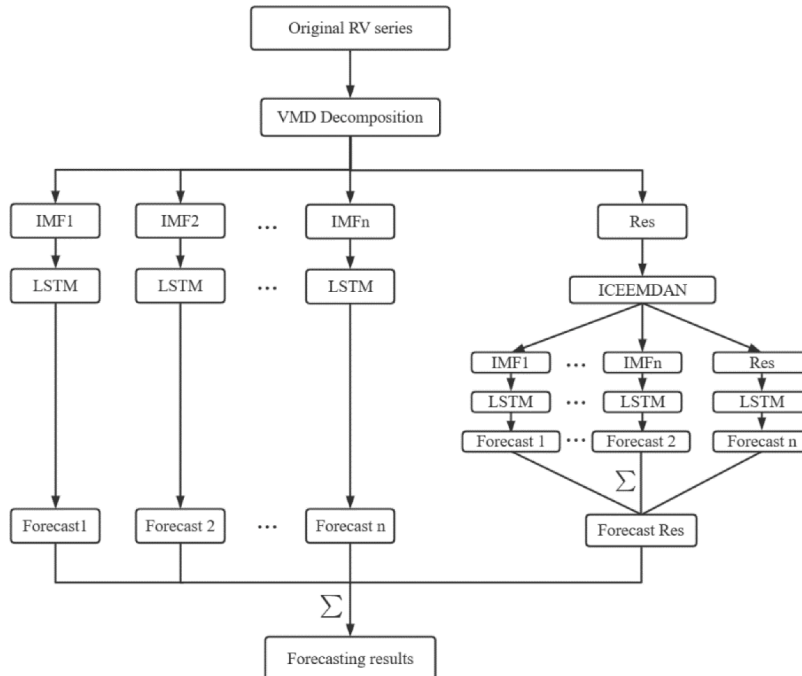 Original RV series
VMD Decomposition
IMF1 IMF2 ... IMFn Res
LSTM LSTM ... LSTM
ICEEMDAN
IMF1 ... IMFn Res
LSTM ... LSTM LSTM
Forecast 1 ... Forecast 2 Forecast n
∑
Forecast1 Forecast 2 ... Forecast n Forecast Res
∑
Forecasting results